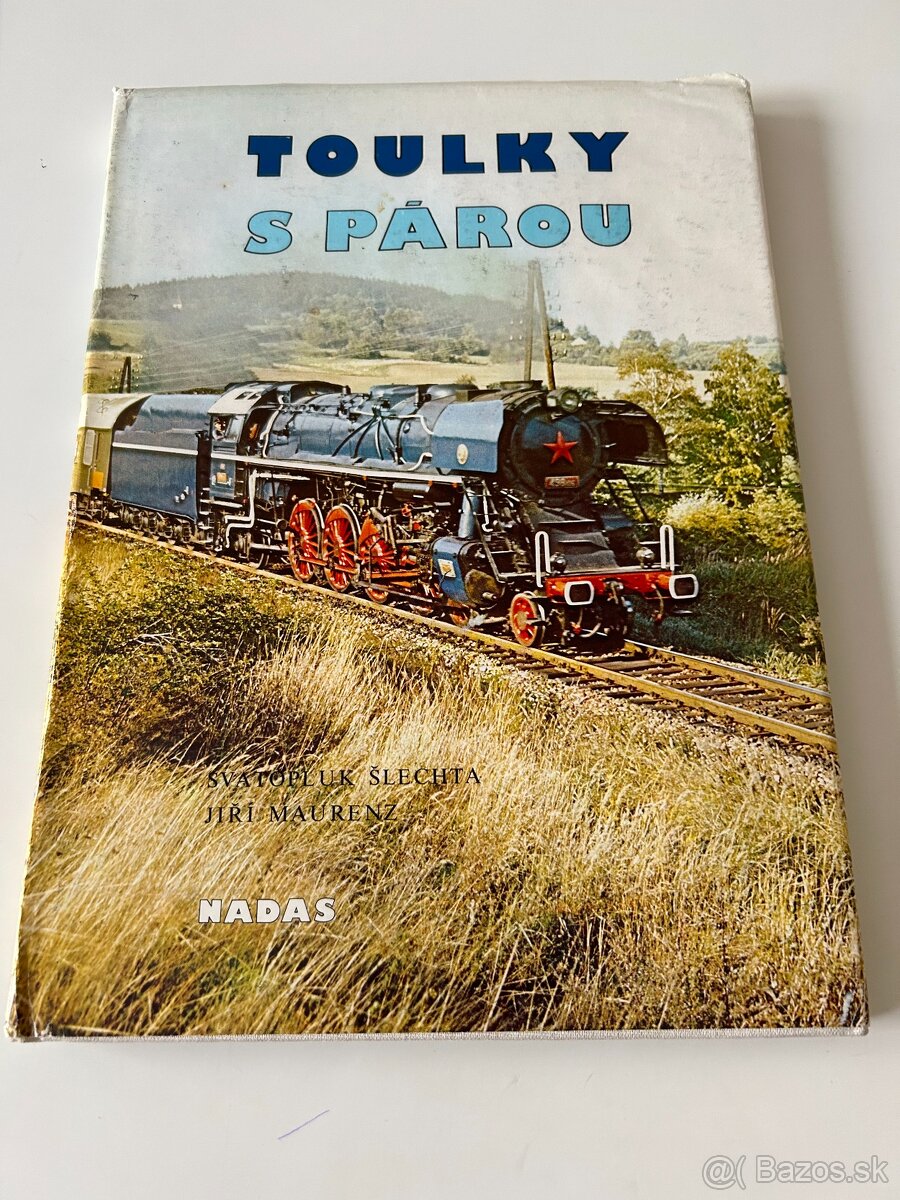 TOULKY
S PÁROU
SVATOPLUK ŠLECHTA
JIŘÍ MAURENZ
NADAS
@( Bazos.sk